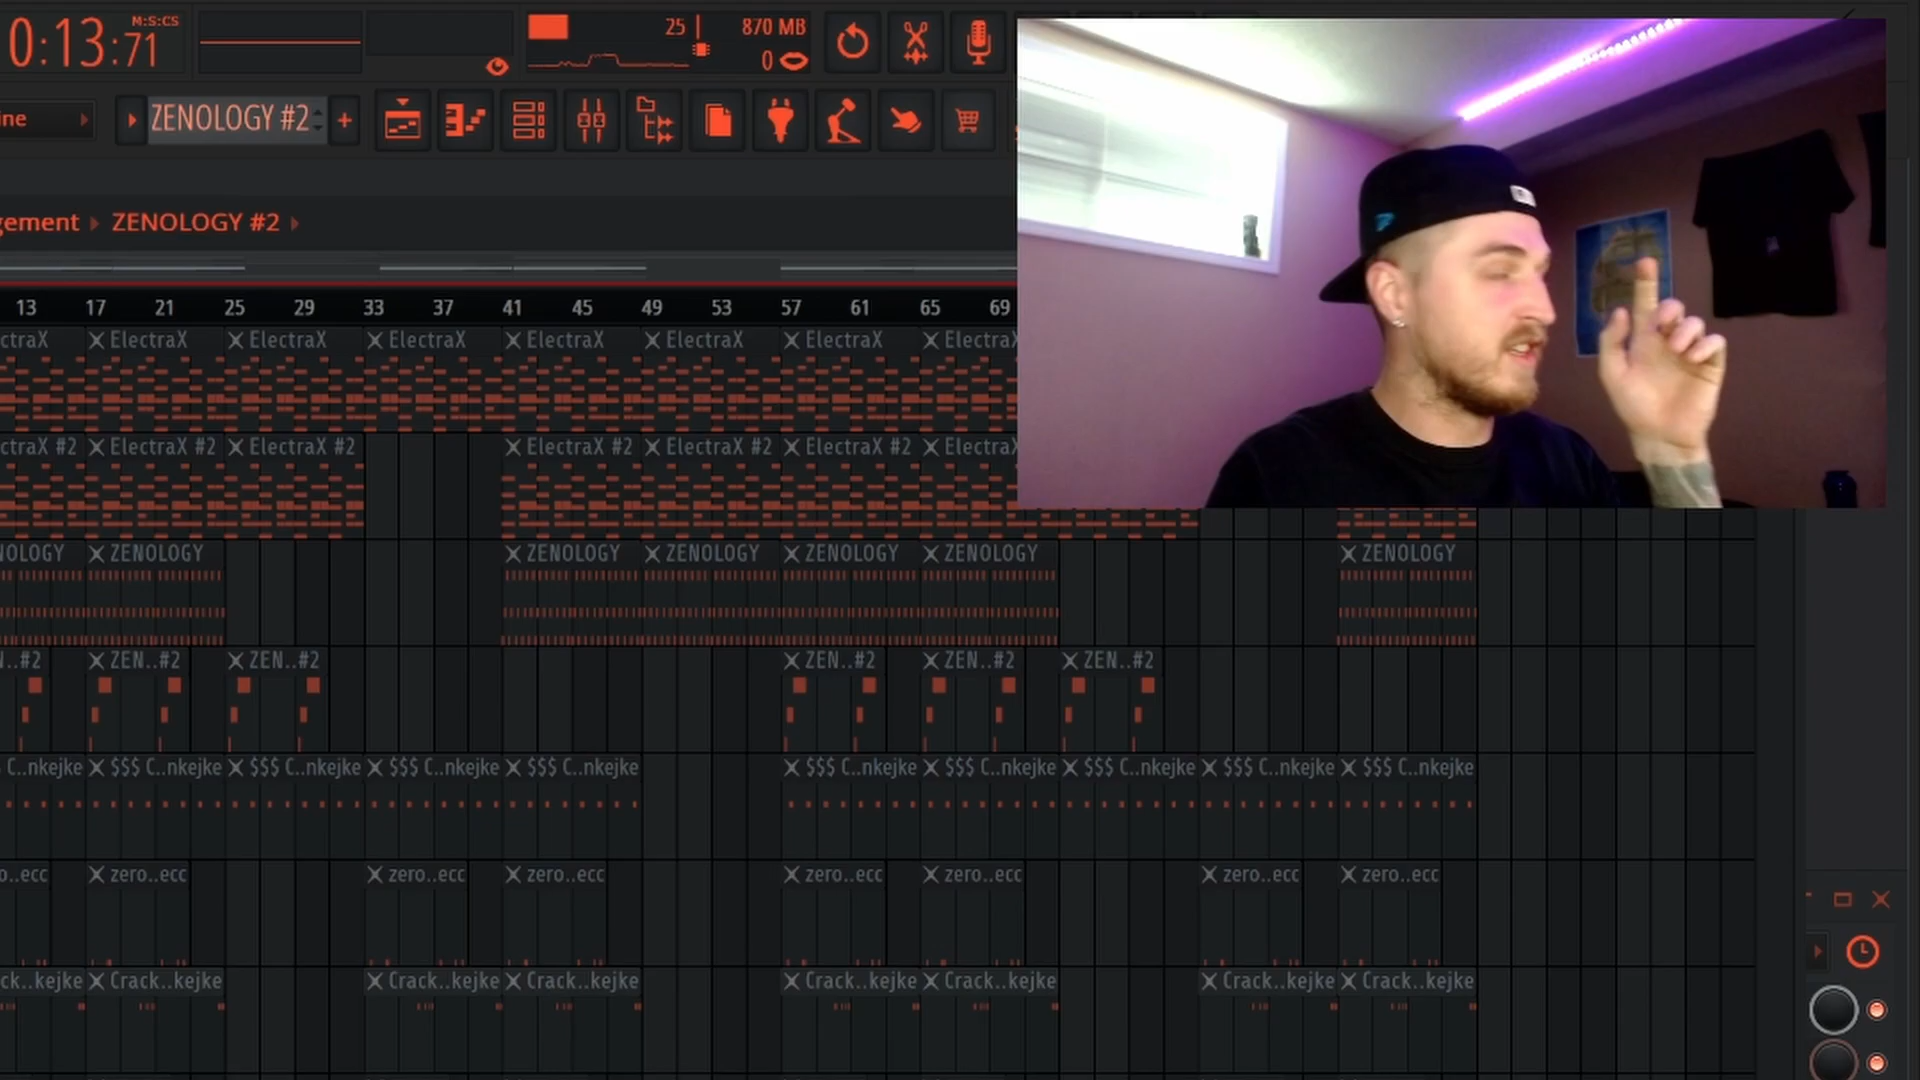 0:13:71
M:S:CS
25
870 MB
0
ine
ZENOLOGY #2
+
gement ZENOLOGY #2
13 17 21 25 29 33 37 41 45 49 53 57 61 65 69
ctraX ElectraX ElectraX ElectraX ElectraX ElectraX ElectraX ElectraX
ctraX #2 ElectraX #2 ElectraX #2 ElectraX #2 ElectraX #2 ElectraX #2 Electra
NOLOGY ZENOLOGY ZENOLOGY ZENOLOGY ZENOLOGY ZENOLOGY ZENOLOGY
N..#2 ZEN..#2 ZEN..#2 ZEN..#2 ZEN..#2 ZEN..#2
C..nkejke $$$ C..nkejke $$$ C..nkejke $$$ C..nkejke $$$ C..nkejke $$$ C..nkejke $$$ C..nkejke $$$ C..nkejke $$$ C..nkejke $$$ C..nkejke
o..ecc zero..ecc zero..ecc zero..ecc zero..ecc zero..ecc zero..ecc zero..ecc
ck..kejke Crack..kejke Crack..kejke Crack..kejke Crack..kejke Crack..kejke Crack..kejke Crack..kejke